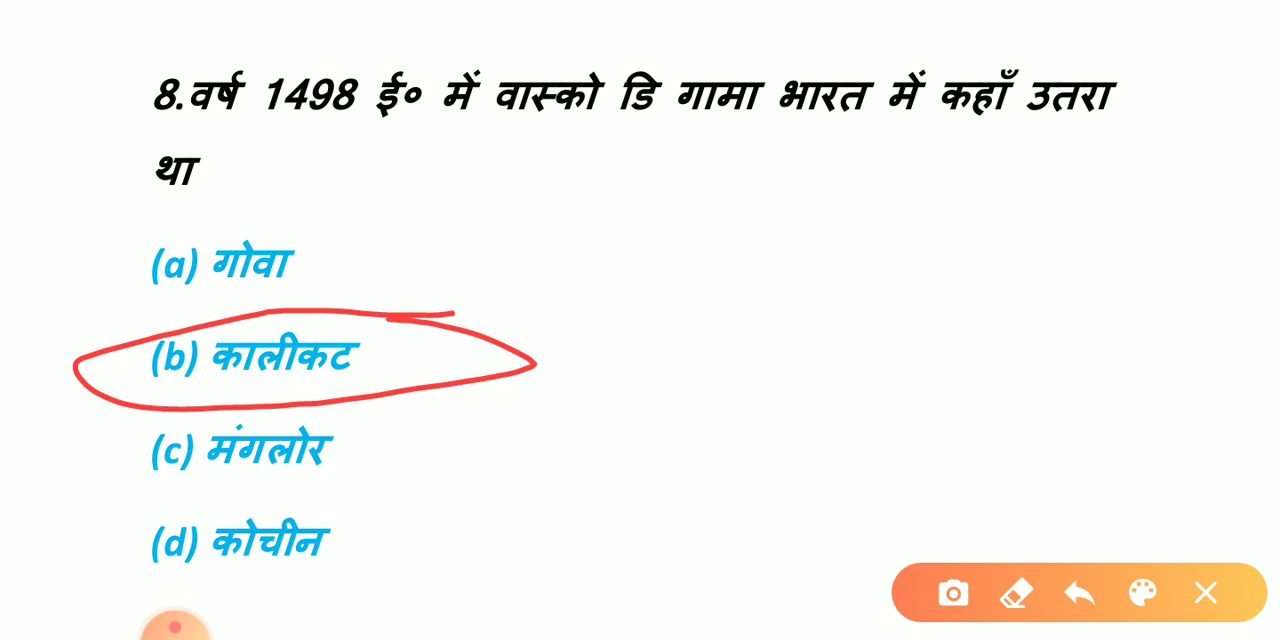 8.वर्ष 1498 ई० में वास्को डि गामा भारत में कहाँ उतरा
था
(a) गोवा
(b) कालीकट
(c) मंगलोर
(d) कोचीन